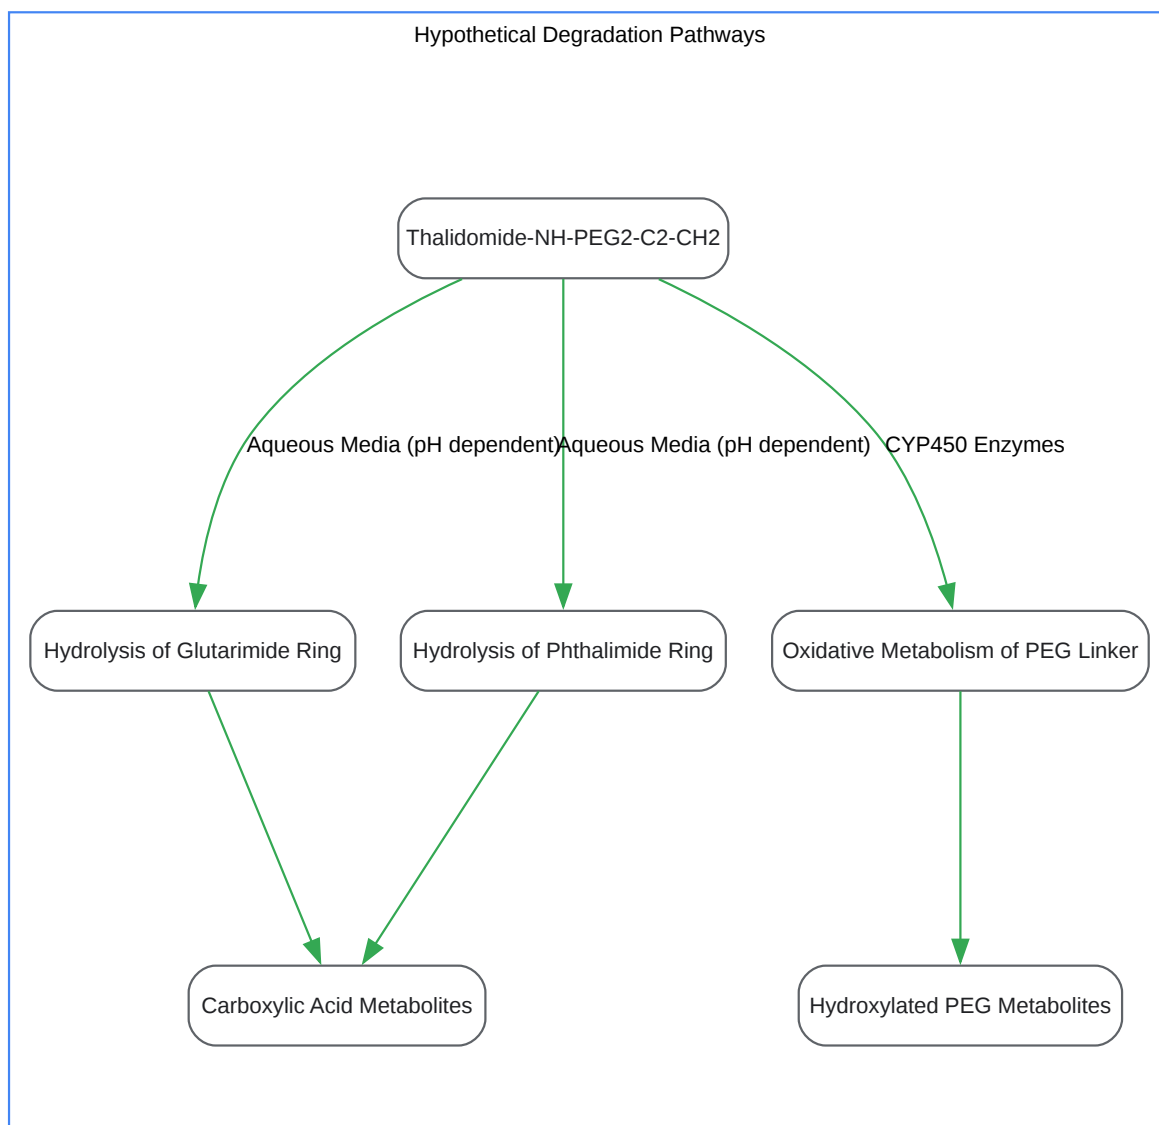 Hypothetical Degradation Pathways
Thalidomide-NH-PEG2-C2-CH2
Aqueous Media (pH dependent)
Aqueous Media (pH dependent)
CYP450 Enzymes
Hydrolysis of Glutarimide Ring
Hydrolysis of Phthalimide Ring
Oxidative Metabolism of PEG Linker
Carboxylic Acid Metabolites
Hydroxylated PEG Metabolites